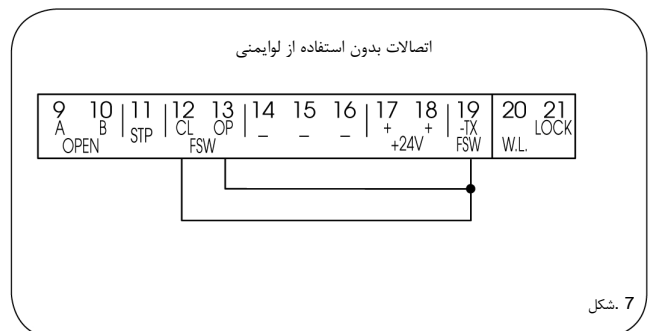 اتصالات بدون استفاده از لوایمنی
9 10 11 12 13 14 15 16 17 18 19 20 21
A B STP CL OP _ _ _ + + -TX LOCK
OPEN FSW +24V FSW W.L.
7 .شکل